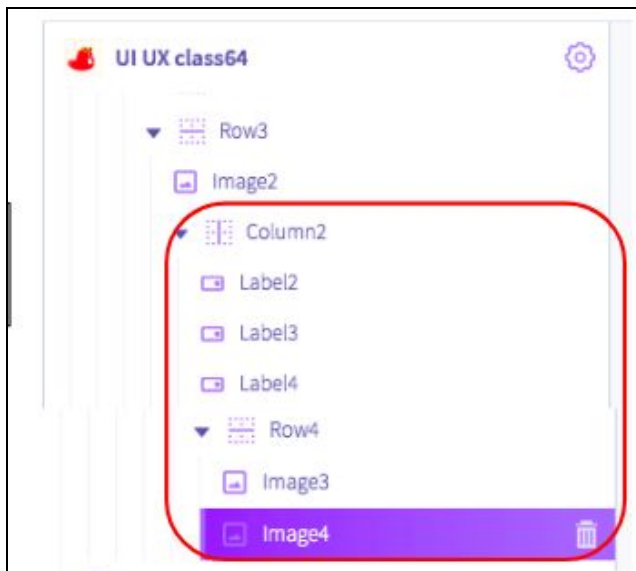 UI UX class64
Row3
Image2
Column2
Label2
Label3
Label4
Row4
Image3
Image4